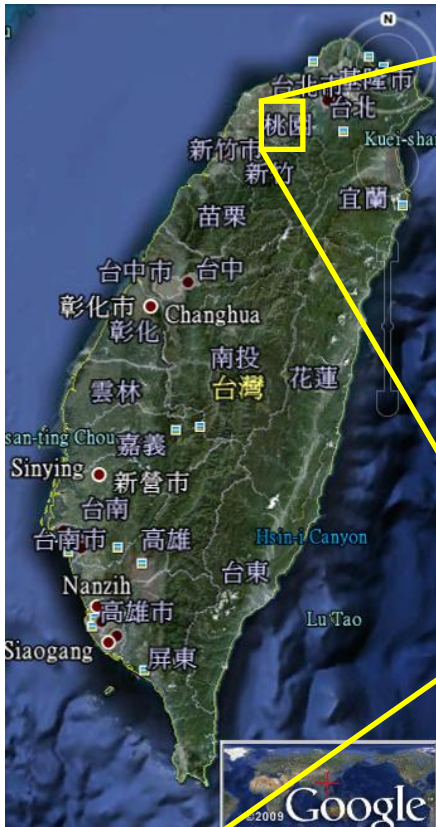 N
台北市 基隆市
台北
桃園
Kuei-shan
新竹市
新竹
宜蘭
苗栗
台中市 台中
彰化市 Changhua
彰化
南投
雲林 台灣 花蓮
san-ting Chou 嘉義
Sinying 新營市
台南
台南市 高雄 Hsin-i Canyon
台東
Nanzih
高雄市 Lu Tao
Siaogang 屏東
©2009 Google